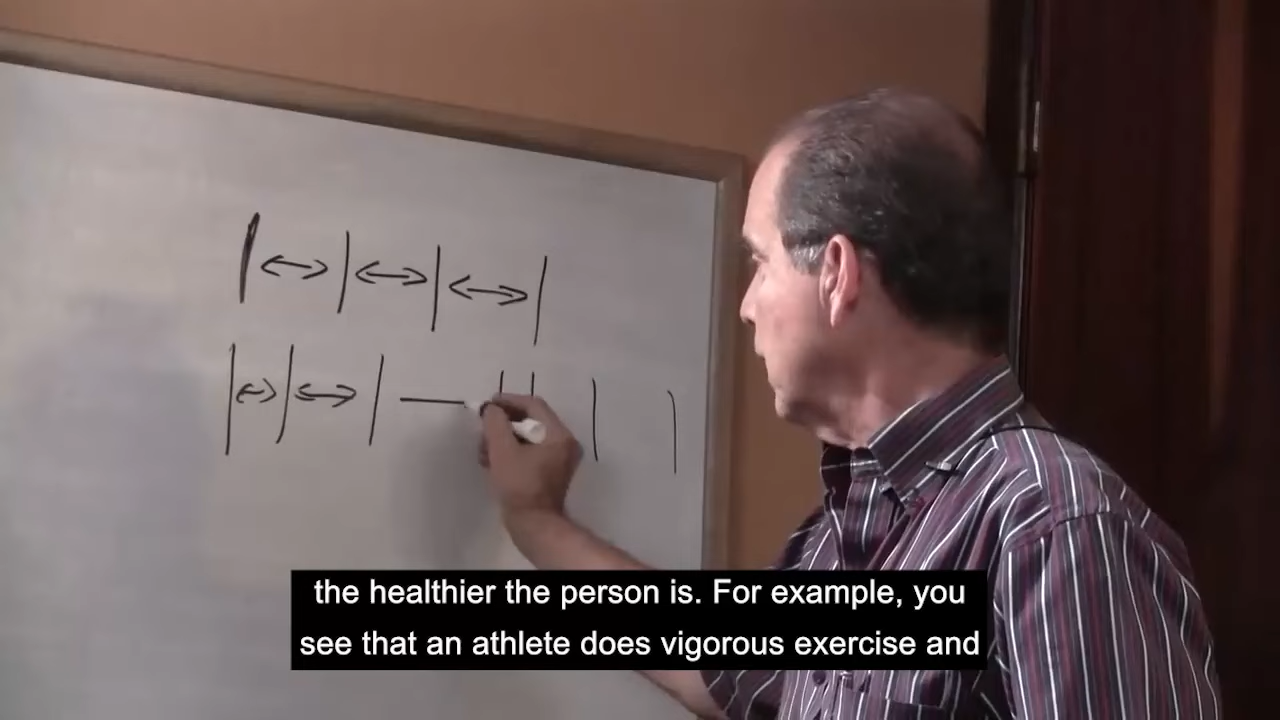 the healthier the person is. For example, you
see that an athlete does vigorous exercise and